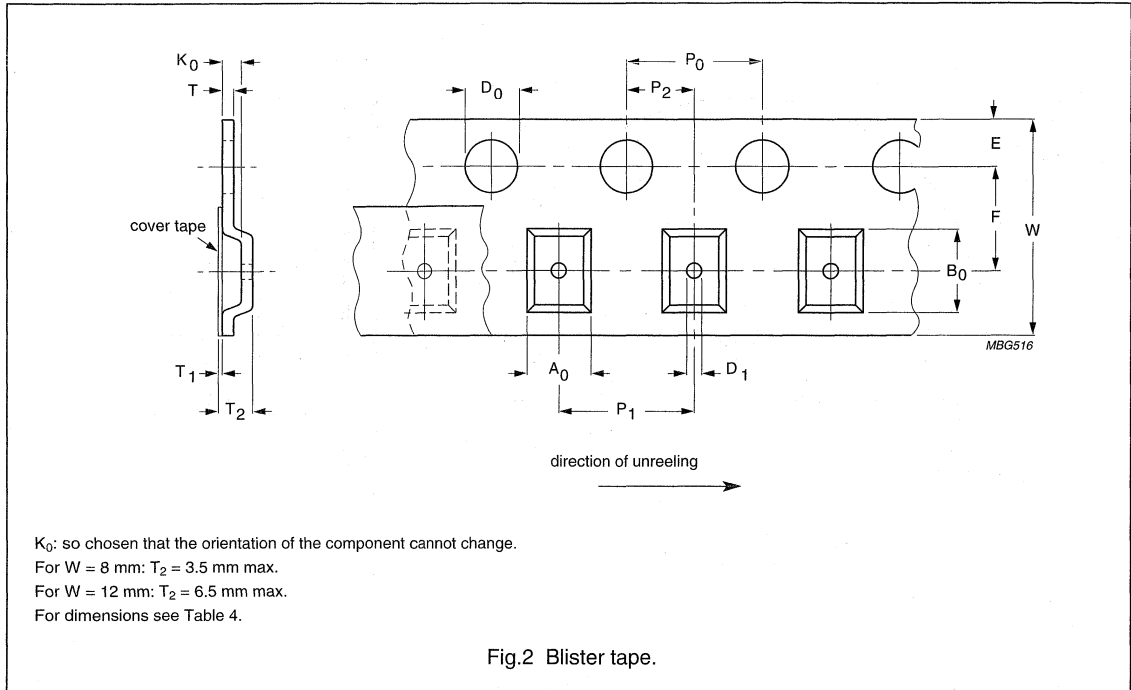 K0
T
D0
P0
P2
E
F
W
cover tape
B0
MBG516
T1
T2
A0
D1
P1
direction of unreeling
K0: so chosen that the orientation of the component cannot change.
For W = 8 mm: T2 = 3.5 mm max.
For W = 12 mm: T2 = 6.5 mm max.
For dimensions see Table 4.
Fig.2 Blister tape.